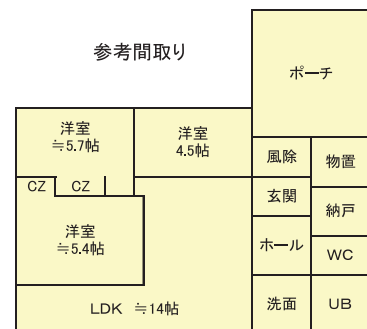 参考間取り
ポーチ
洋室
≒5.7帖
洋室
4.5帖
風除
物置
CZ
CZ
玄関
納戸
洋室
≒5.4帖
ホール
WC
LDK ≒14帖
洗面
UB